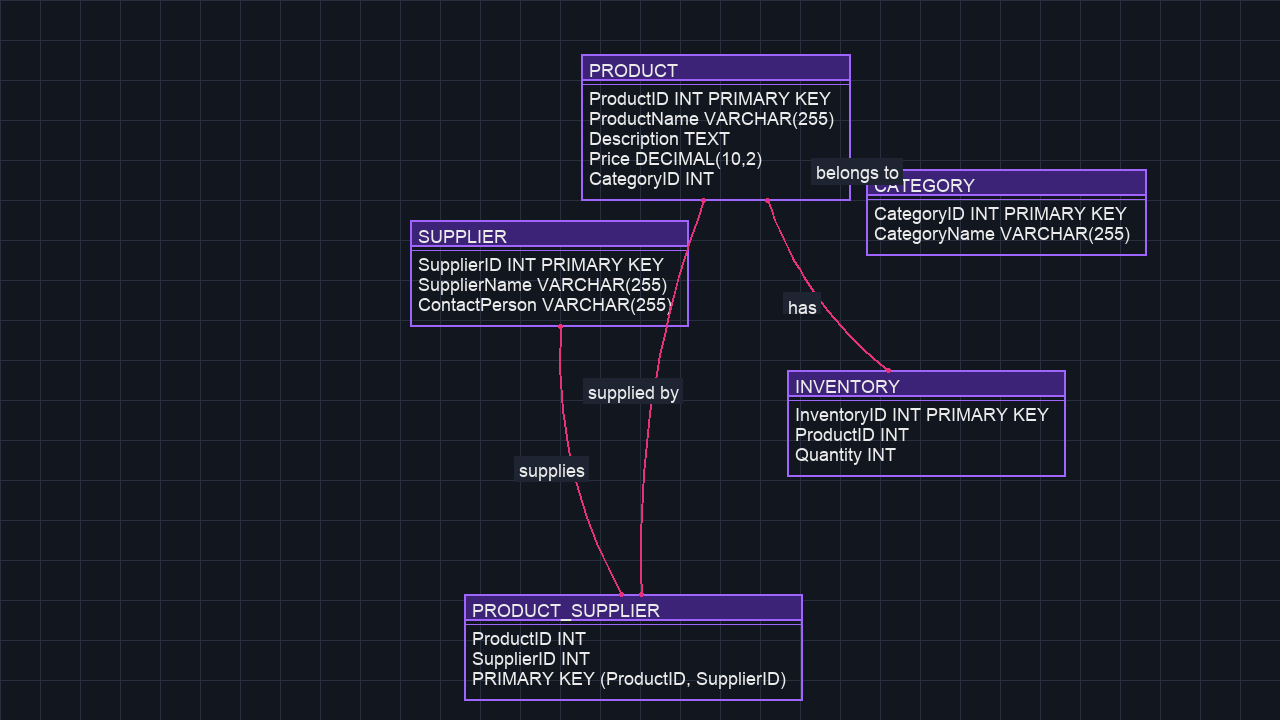 PRODUCT
ProductID INT PRIMARY KEY
ProductName VARCHAR(255)
Description TEXT
Price DECIMAL(10,2)
CategoryID INT
belongs to
CATEGORY
CategoryID INT PRIMARY KEY
CategoryName VARCHAR(255)
SUPPLIER
SupplierID INT PRIMARY KEY
SupplierName VARCHAR(255)
ContactPerson VARCHAR(255)
has
supplied by
supplies
INVENTORY
InventoryID INT PRIMARY KEY
ProductID INT
Quantity INT
PRODUCT_SUPPLIER
ProductID INT
SupplierID INT
PRIMARY KEY (ProductID, SupplierID)